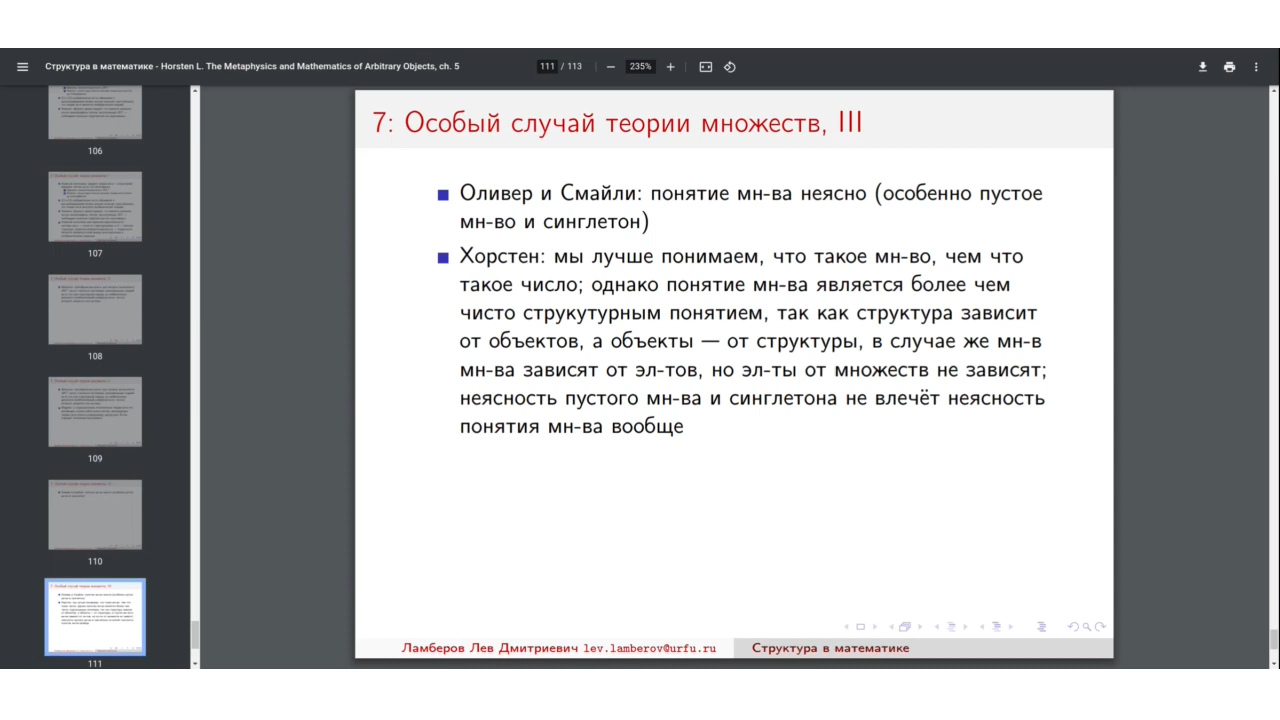 Структура в математике - Horsten L. The Metaphysics and Mathematics of Arbitrary Objects, ch. 5
111 / 113
235%
106
107
108
109
110
111
7: Особый случай теории множеств, III
Оливер и Смайли: понятие мн-ва неясно (особенно пустое
мн-во и синглетон)
Хорстен: мы лучше понимаем, что такое мн-во, чем что
такое число; однако понятие мн-ва является более чем
чисто струкутурным понятием, так как структура зависит
от объектов, а объекты — от структуры, в случае же мн-в
мн-ва зависят от эл-тов, но эл-ты от множеств не зависят;
неясность пустого мн-ва и синглетона не влечёт неясность
понятия мн-ва вообще
Ламберов Лев Дмитриевич lev.lamberov@urfu.ru
Структура в математике